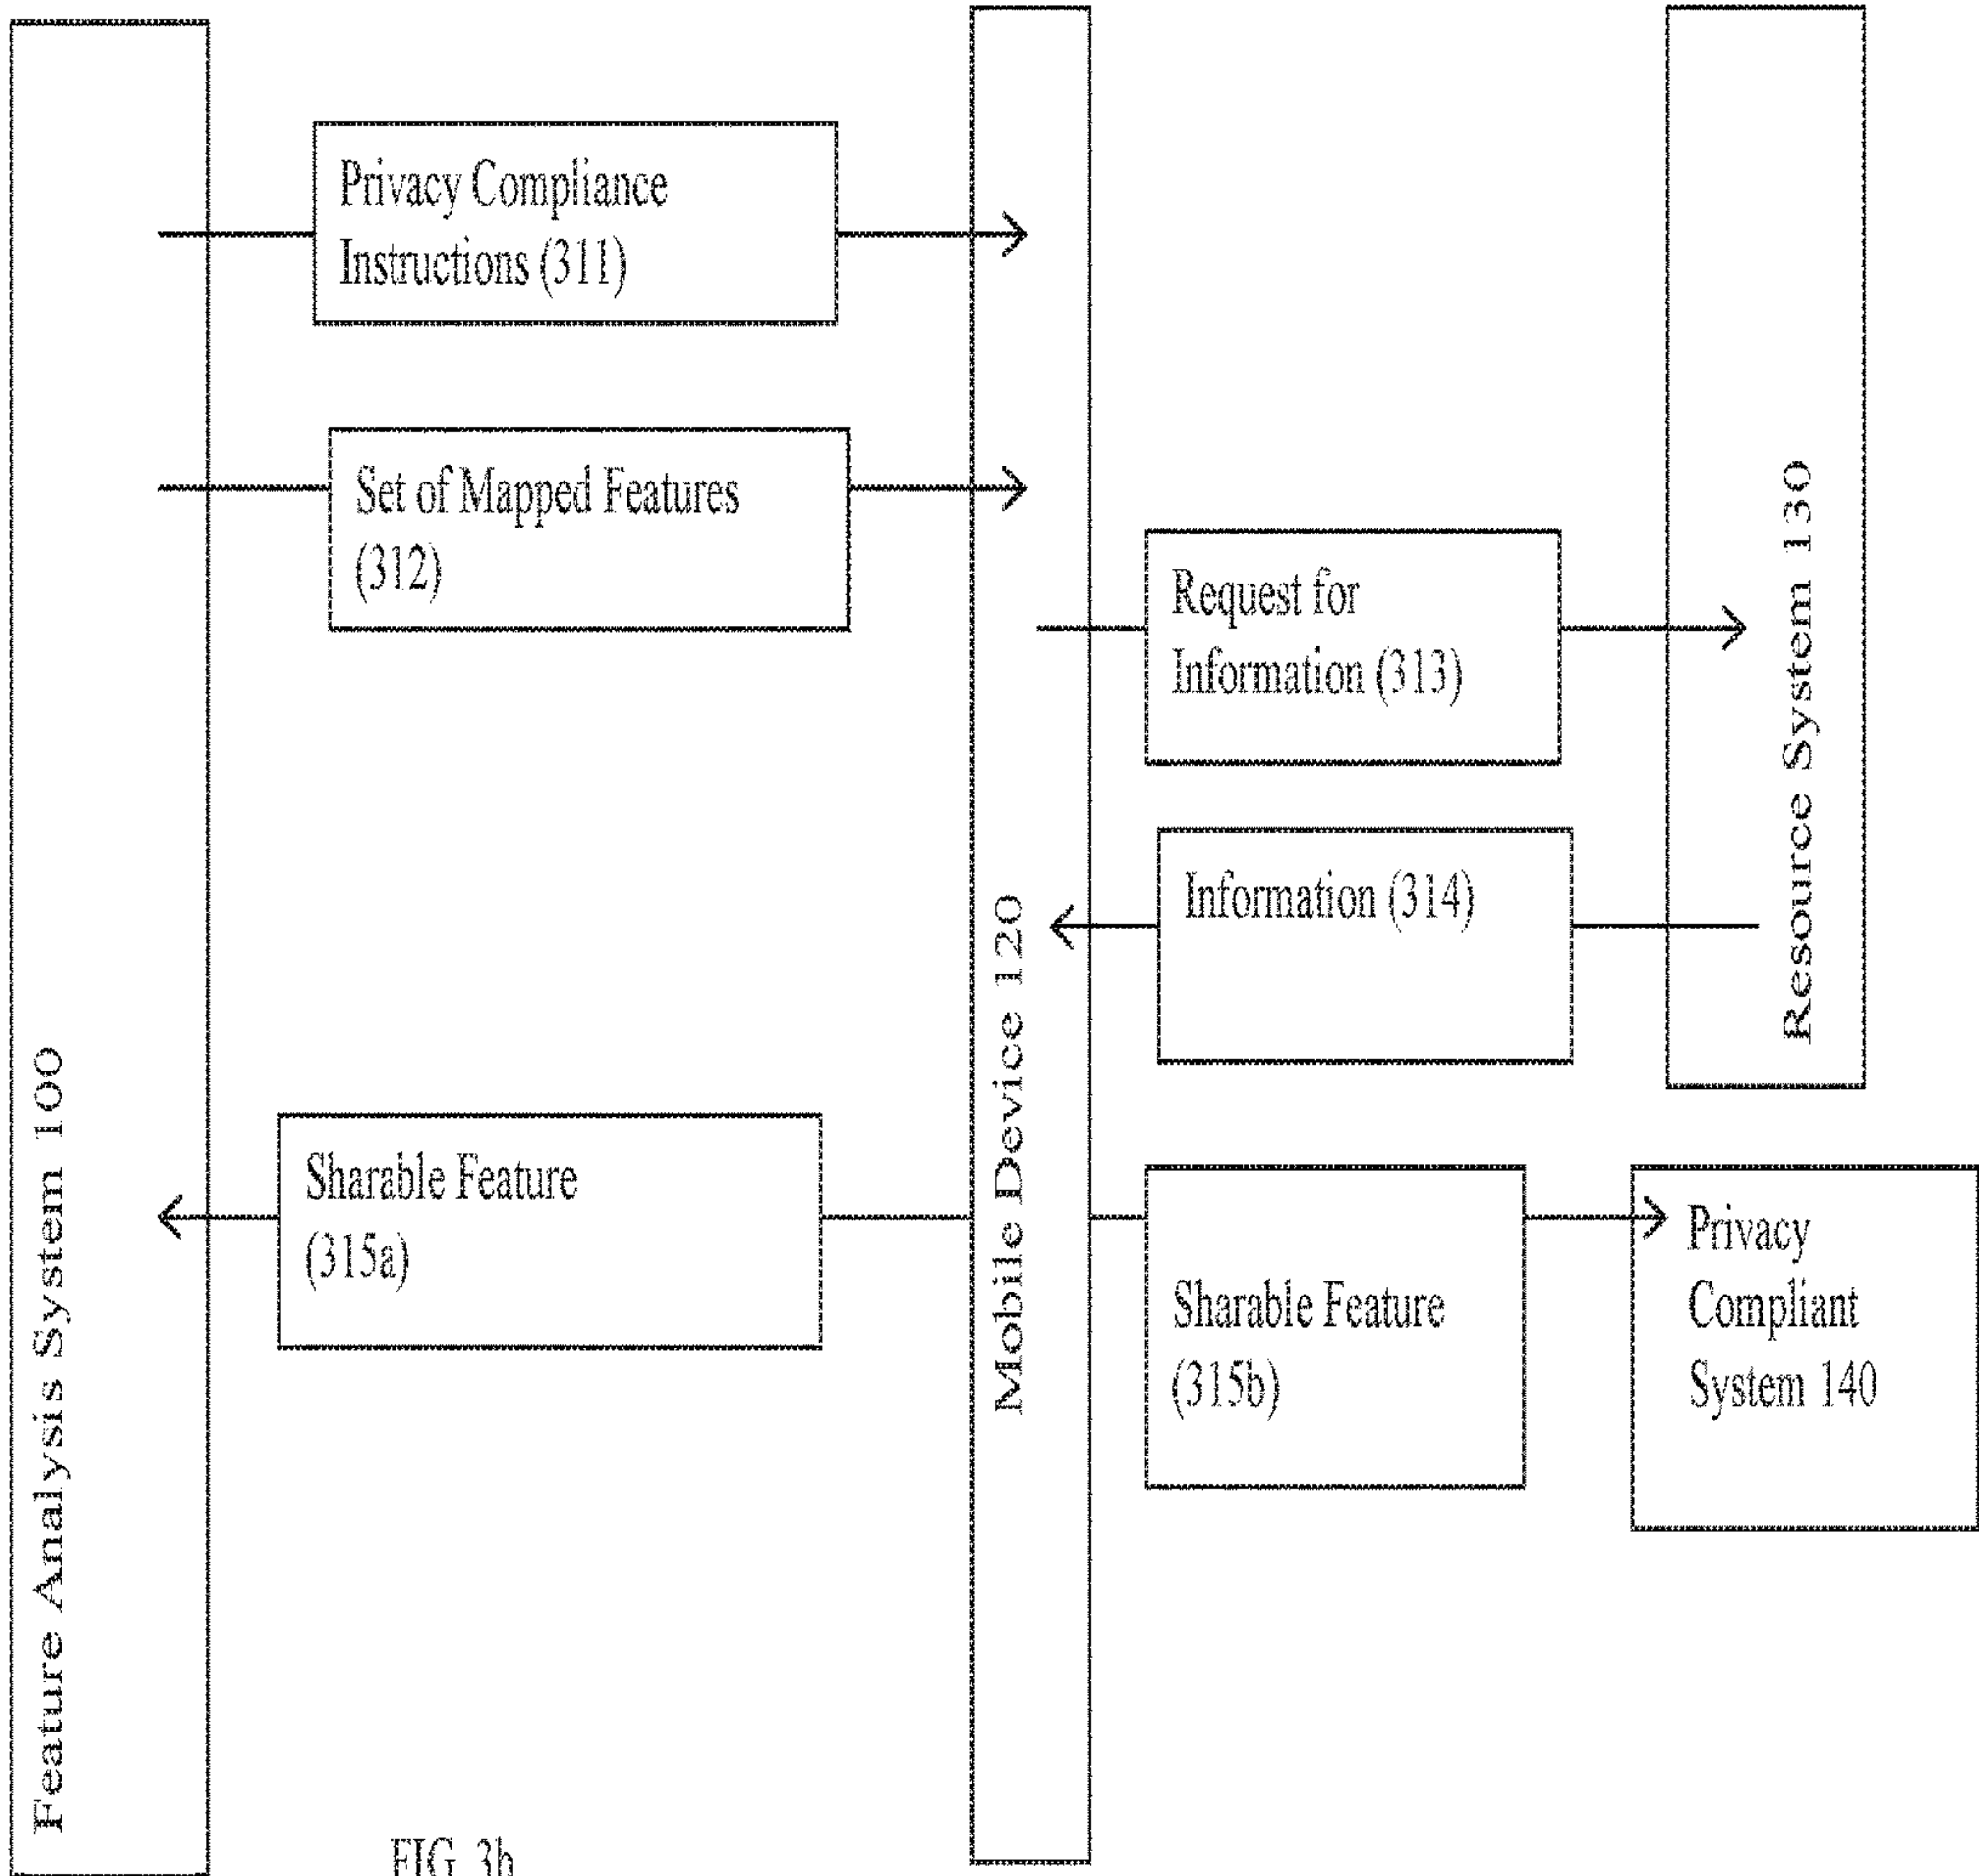 Privacy Compliance
Instructions (311)
Set of Mapped Features
(312)
Request for
Information (313)
Information (314)
Resource System 130
Mobile Device 120
Feature Analysis System 100
Sharable Feature
(315a)
Sharable Feature
(315b)
Privacy
Compliant
System 140
FIG. 3b